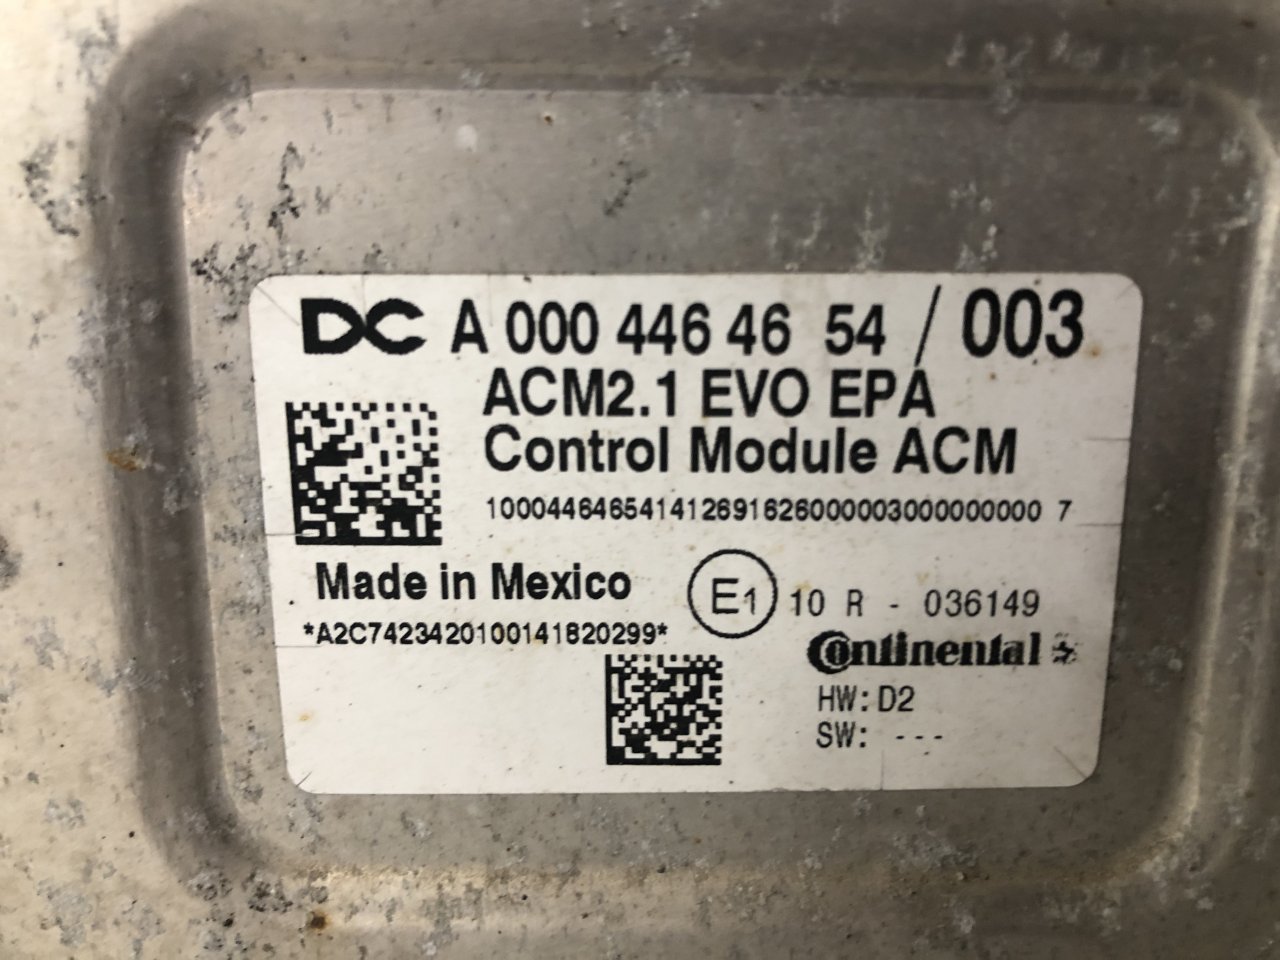 DC A 000 446 46 54 / 003
ACM2.1 EVO EPA
Control Module ACM
10004464654141269162600000300000000 7
Made in Mexico
E1 10 R - 036149
*A2C7423420100141820299*
Continental
HW: D2
SW: ---